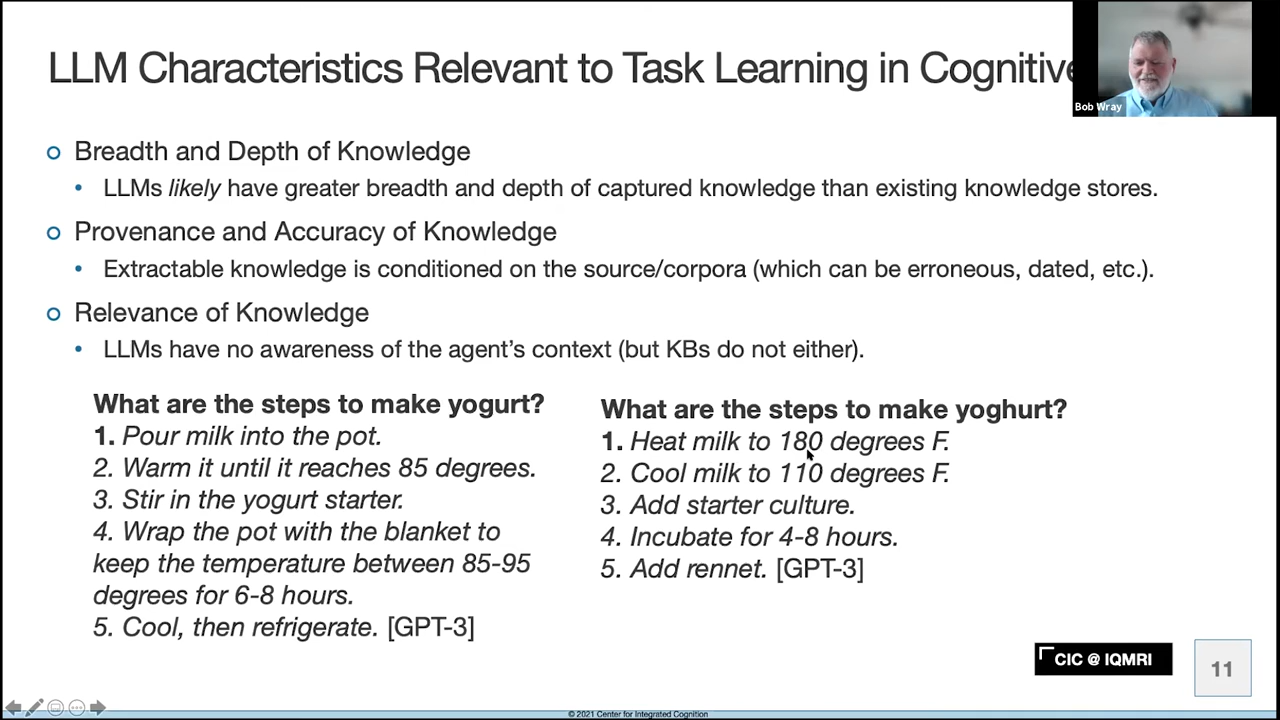 LLM Characteristics Relevant to Task Learning in Cognitive
Bob Wray
Breadth and Depth of Knowledge
• LLMs likely have greater breadth and depth of captured knowledge than existing knowledge stores.
Provenance and Accuracy of Knowledge
• Extractable knowledge is conditioned on the source/corpora (which can be erroneous, dated, etc.).
Relevance of Knowledge
• LLMs have no awareness of the agent's context (but KBs do not either).
What are the steps to make yogurt?
1. Pour milk into the pot.
2. Warm it until it reaches 85 degrees.
3. Stir in the yogurt starter.
4. Wrap the pot with the blanket to
keep the temperature between 85-95
degrees for 6-8 hours.
5. Cool, then refrigerate. [GPT-3]
What are the steps to make yoghurt?
1. Heat milk to 180 degrees F.
2. Cool milk to 110 degrees F.
3. Add starter culture.
4. Incubate for 4-8 hours.
5. Add rennet. [GPT-3]
CIC @ IQMRI
11
© 2021 Center for Integrated Cognition